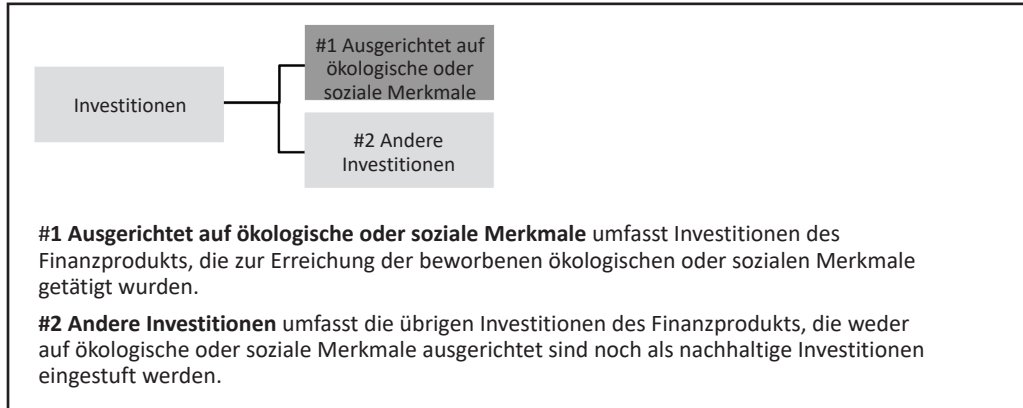 #1 Ausgerichtet auf
ökologische oder
soziale Merkmale
Investitionen
#2 Andere
Investitionen
#1 Ausgerichtet auf ökologische oder soziale Merkmale umfasst Investitionen des
Finanzprodukts, die zur Erreichung der beworbenen ökologischen oder sozialen Merkmale
getätigt wurden.
#2 Andere Investitionen umfasst die übrigen Investitionen des Finanzprodukts, die weder
auf ökologische oder soziale Merkmale ausgerichtet sind noch als nachhaltige Investitionen
eingestuft werden.